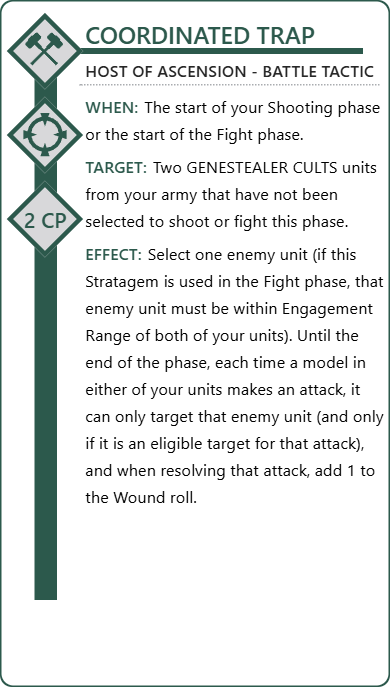 COORDINATED TRAP
HOST OF ASCENSION - BATTLE TACTIC
WHEN: The start of your Shooting phase
or the start of the Fight phase.
TARGET: Two GENESTEALER CULTS units
from your army that have not been
selected to shoot or fight this phase.
2 CP
EFFECT: Select one enemy unit (if this
Stratagem is used in the Fight phase, that
enemy unit must be within Engagement
Range of both of your units). Until the
end of the phase, each time a model in
either of your units makes an attack, it
can only target that enemy unit (and only
if it is an eligible target for that attack),
and when resolving that attack, add 1 to
the Wound roll.